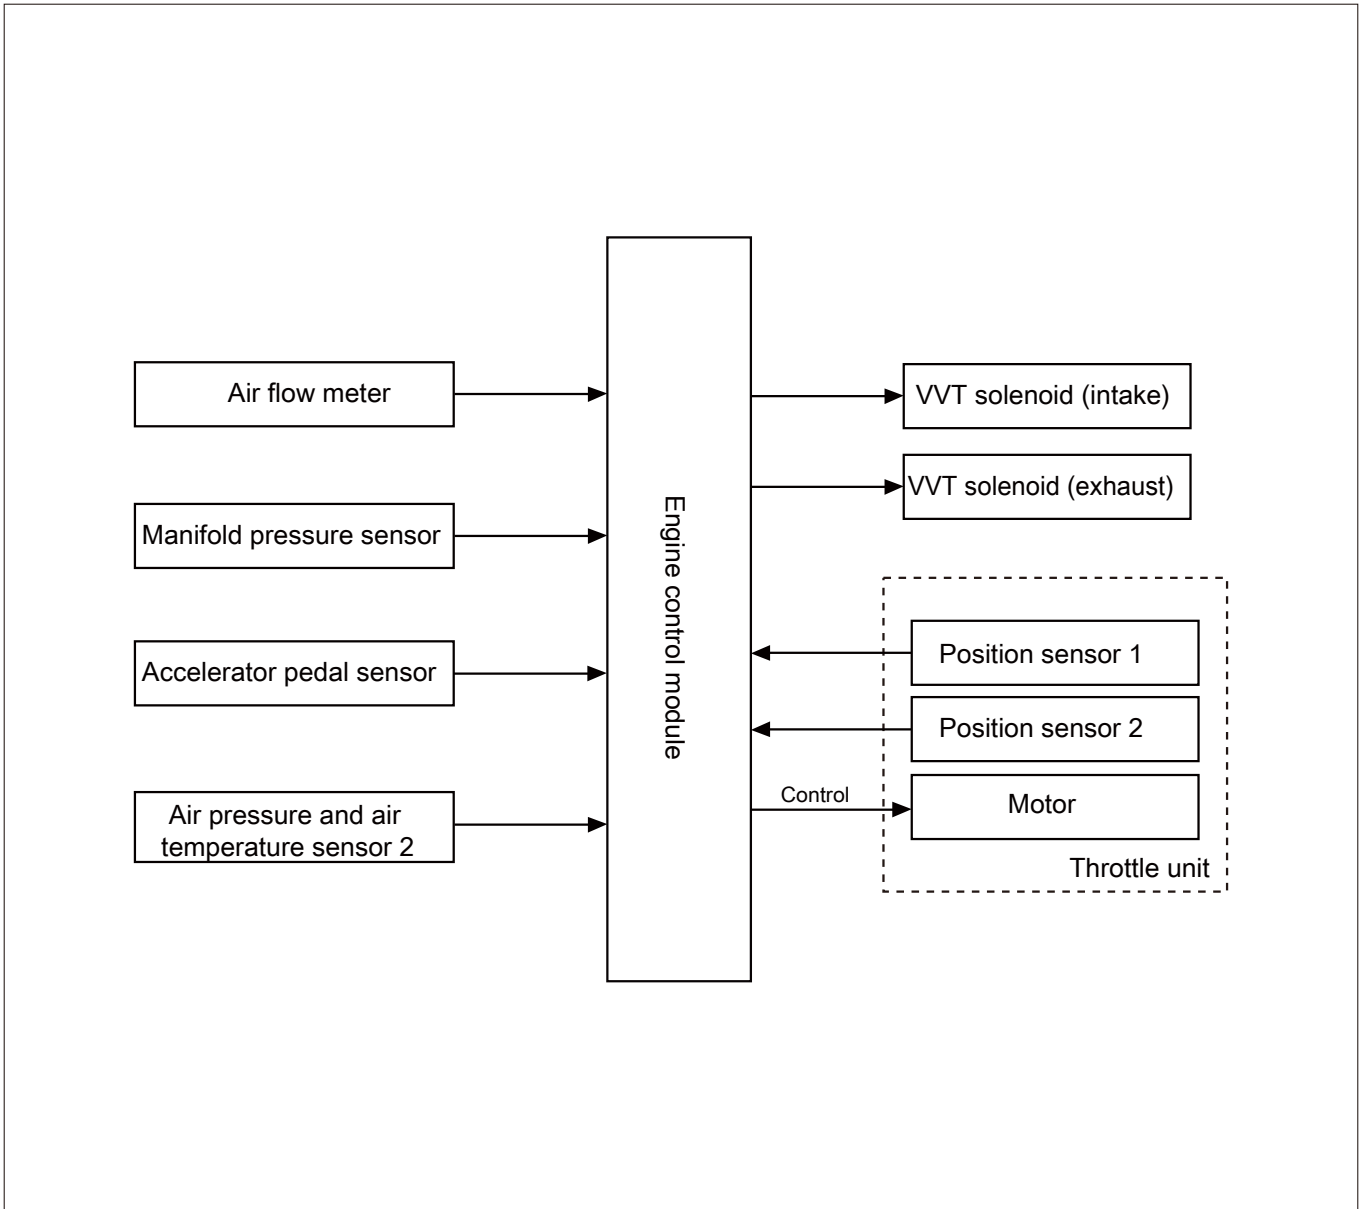 Air flow meter
Manifold pressure sensor
Accelerator pedal sensor
Air pressure and air
temperature sensor 2
Engine control module
VVT solenoid (intake)
VVT solenoid (exhaust)
Position sensor 1
Position sensor 2
Control
Motor
Throttle unit